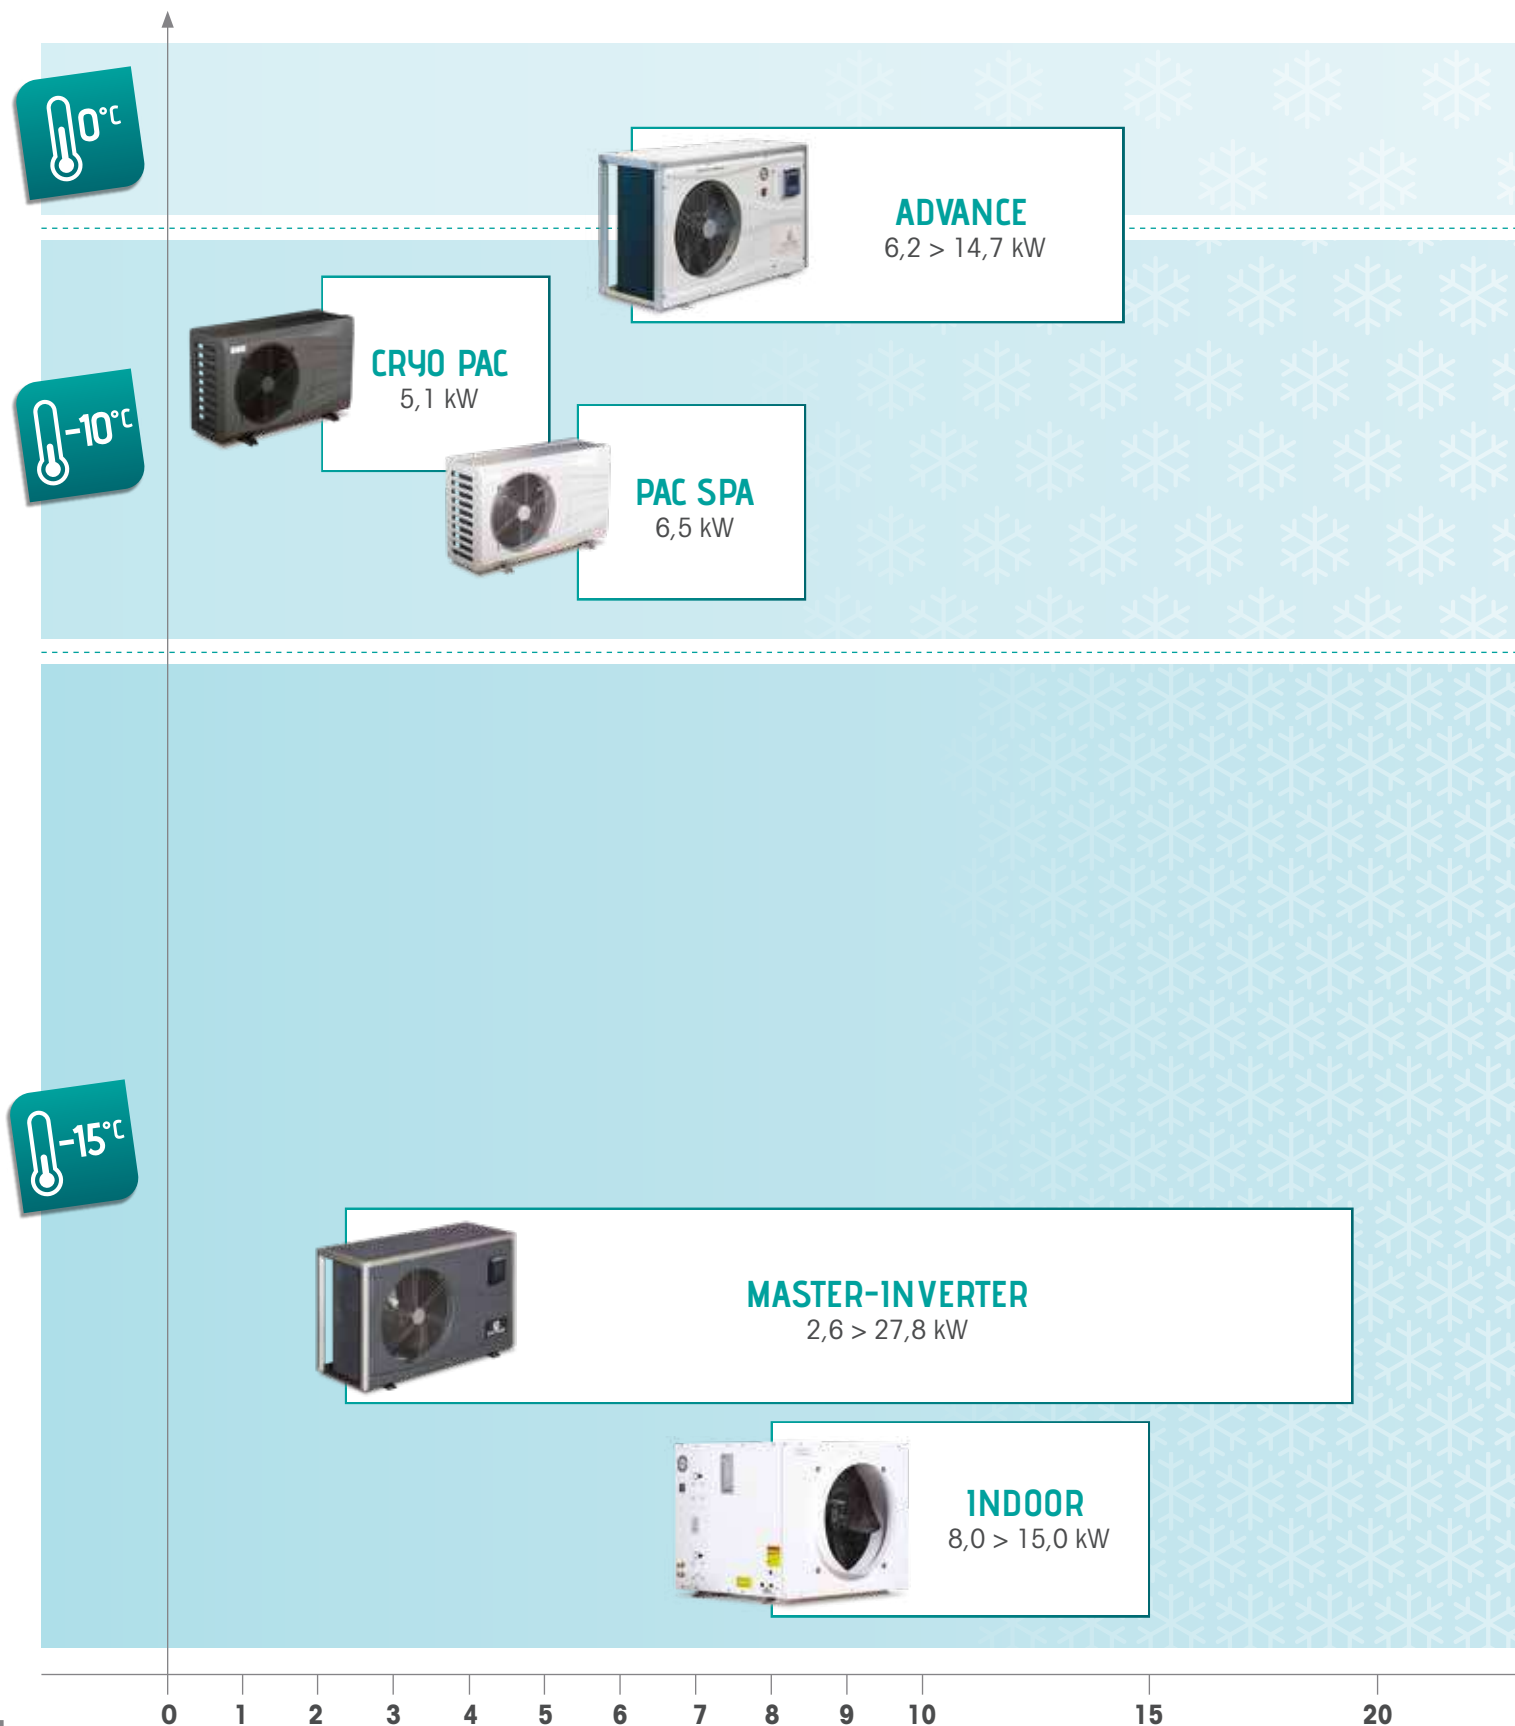 0°C
ADVANCE
6,2 > 14,7 kW
-10°C
CRYO PAC
5,1 kW
PAC SPA
6,5 kW
-15°C
MASTER-INVERTER
2,6 > 27,8 kW
INDOOR
8,0 > 15,0 kW
0 1 2 3 4 5 6 7 8 9 10 15 20